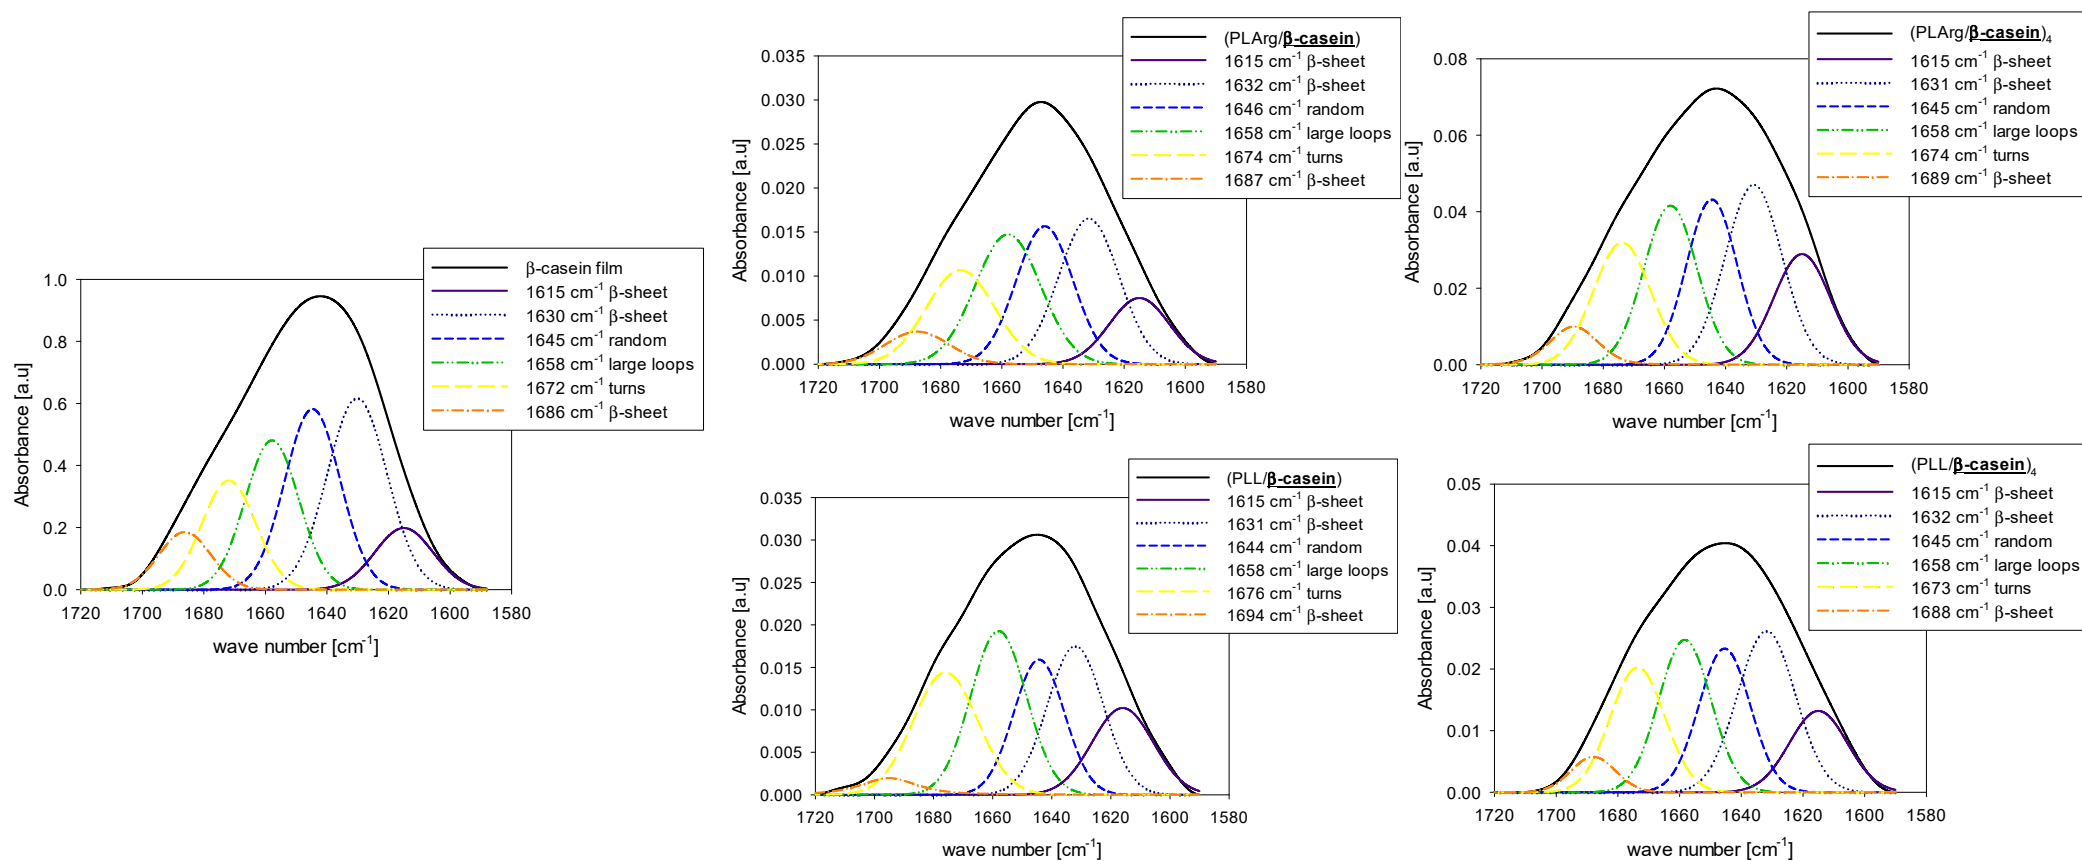 β-casein film
1615 cm⁻¹ β-sheet
1630 cm⁻¹ β-sheet
1645 cm⁻¹ random
1658 cm⁻¹ large loops
1672 cm⁻¹ turns
1686 cm⁻¹ β-sheet
Absorbance [a.u]
1.0
0.8
0.6
0.4
0.2
0.0
1720 1700 1680 1660 1640 1620 1600 1580
wave number [cm⁻¹]
(PLArg/β-casein)
1615 cm⁻¹ β-sheet
1632 cm⁻¹ β-sheet
1646 cm⁻¹ random
1658 cm⁻¹ large loops
1674 cm⁻¹ turns
1687 cm⁻¹ β-sheet
Absorbance [a.u]
0.035
0.030
0.025
0.020
0.015
0.010
0.005
0.000
1720 1700 1680 1660 1640 1620 1600 1580
wave number [cm⁻¹]
(PLArg/β-casein)₄
1615 cm⁻¹ β-sheet
1631 cm⁻¹ β-sheet
1645 cm⁻¹ random
1658 cm⁻¹ large loops
1674 cm⁻¹ turns
1689 cm⁻¹ β-sheet
Absorbance [a.u]
0.08
0.06
0.04
0.02
0.00
1720 1700 1680 1660 1640 1620 1600 1580
wave number [cm⁻¹]
(PLL/β-casein)
1615 cm⁻¹ β-sheet
1631 cm⁻¹ β-sheet
1644 cm⁻¹ random
1658 cm⁻¹ large loops
1676 cm⁻¹ turns
1694 cm⁻¹ β-sheet
Absorbance [a.u]
0.035
0.030
0.025
0.020
0.015
0.010
0.005
0.000
1720 1700 1680 1660 1640 1620 1600 1580
wave number [cm⁻¹]
(PLL/β-casein)₄
1615 cm⁻¹ β-sheet
1632 cm⁻¹ β-sheet
1645 cm⁻¹ random
1658 cm⁻¹ large loops
1673 cm⁻¹ turns
1688 cm⁻¹ β-sheet
Absorbance [a.u]
0.05
0.04
0.03
0.02
0.01
0.00
1720 1700 1680 1660 1640 1620 1600 1580
wave number [cm⁻¹]